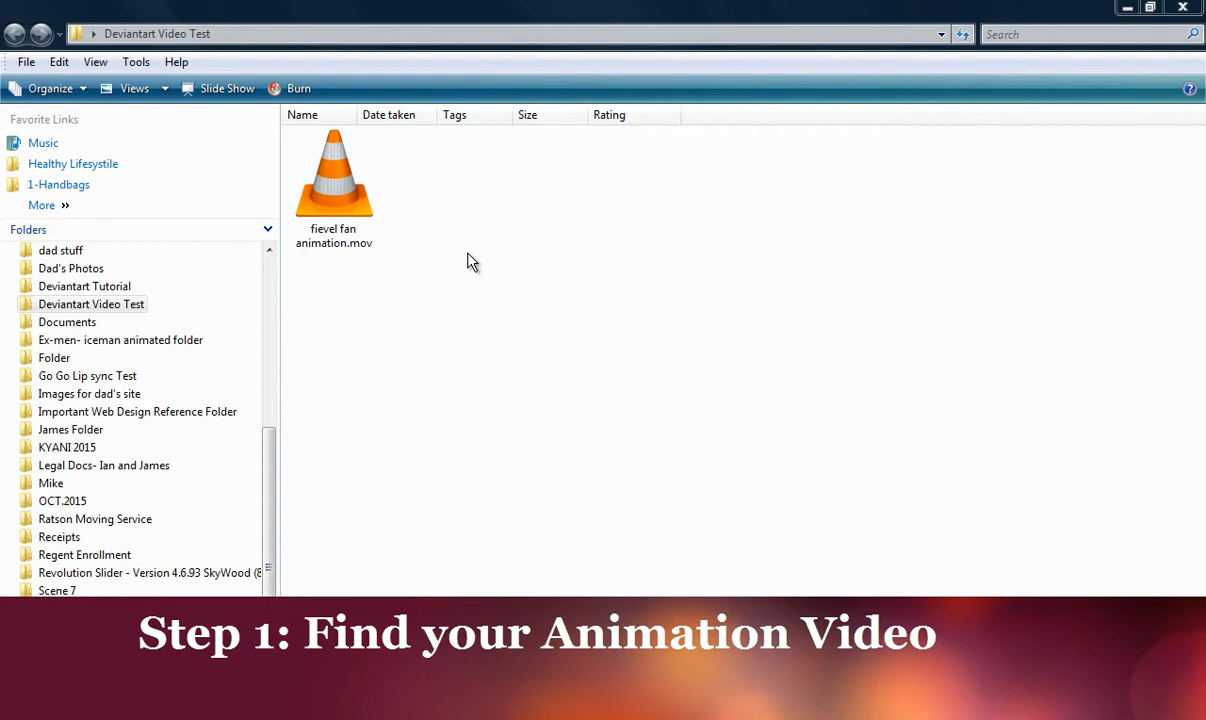 Deviantart Video Test
Search
File Edit View Tools Help
Organize Views Slide Show Burn
Favorite Links
Music
Healthy Lifesystile
1-Handbags
More »
Folders
dad stuff
Dad's Photos
Deviantart Tutorial
Deviantart Video Test
Documents
Ex-men- iceman animated folder
Folder
Go Go Lip sync Test
Images for dad's site
Important Web Design Reference Folder
James Folder
KYANI 2015
Legal Docs- Ian and James
Mike
OCT.2015
Ratson Moving Service
Receipts
Regent Enrollment
Revolution Slider - Version 4.6.93 SkyWood (8
Scene 7
Name Date taken Tags Size Rating
fievel fan
animation.mov
Step 1: Find your Animation Video